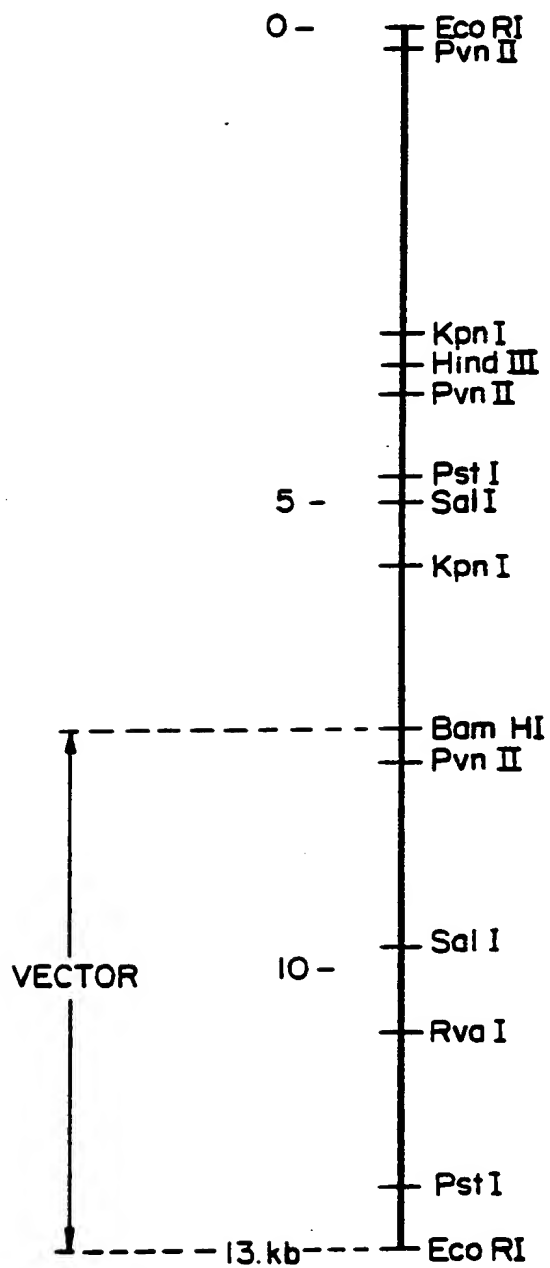 0 - Eco RI
Pvn II
Kpn I
Hind III
Pvn II
Pst I
5 - Sal I
Kpn I
Bam HI
Pvn II
Sal I
VECTOR 10 -
Rva I
Pst I
13.kb Eco RI